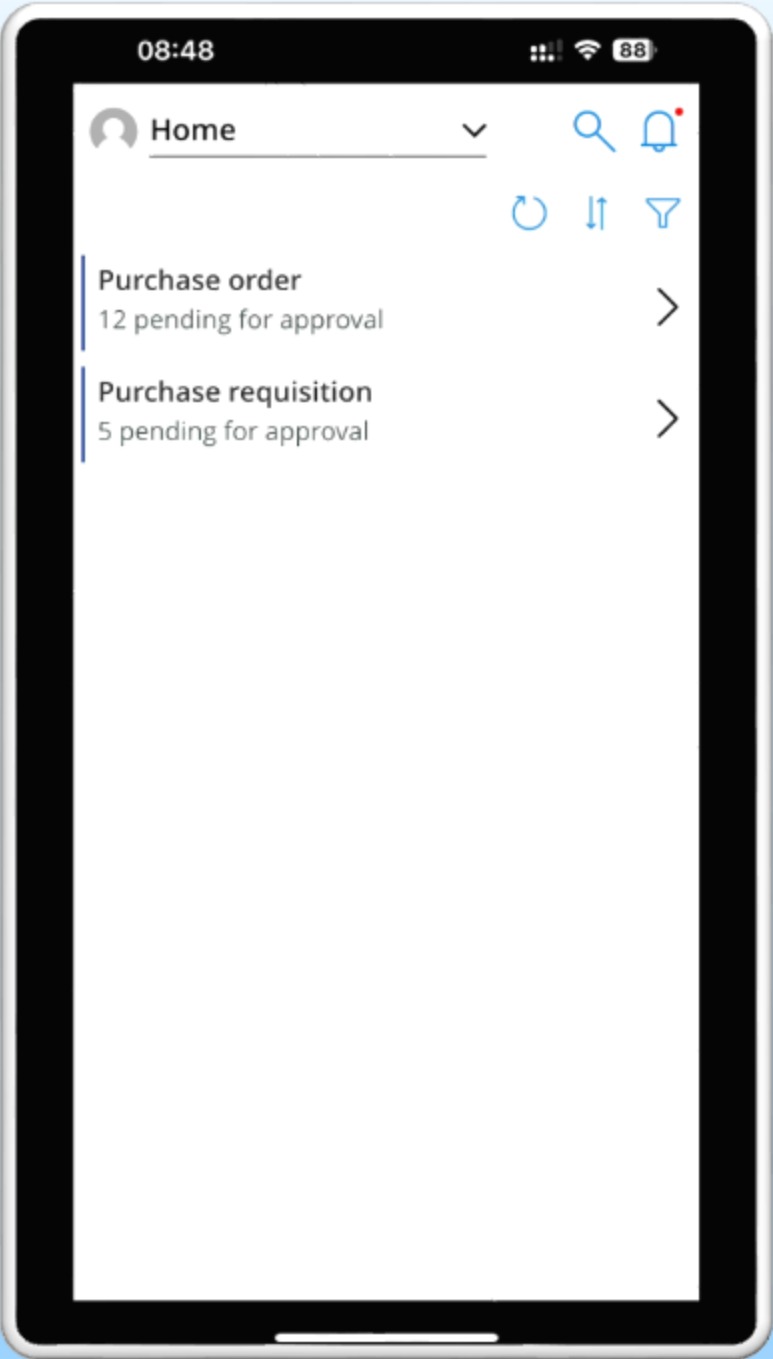 08:48
88
Home
Purchase order
12 pending for approval
Purchase requisition
5 pending for approval